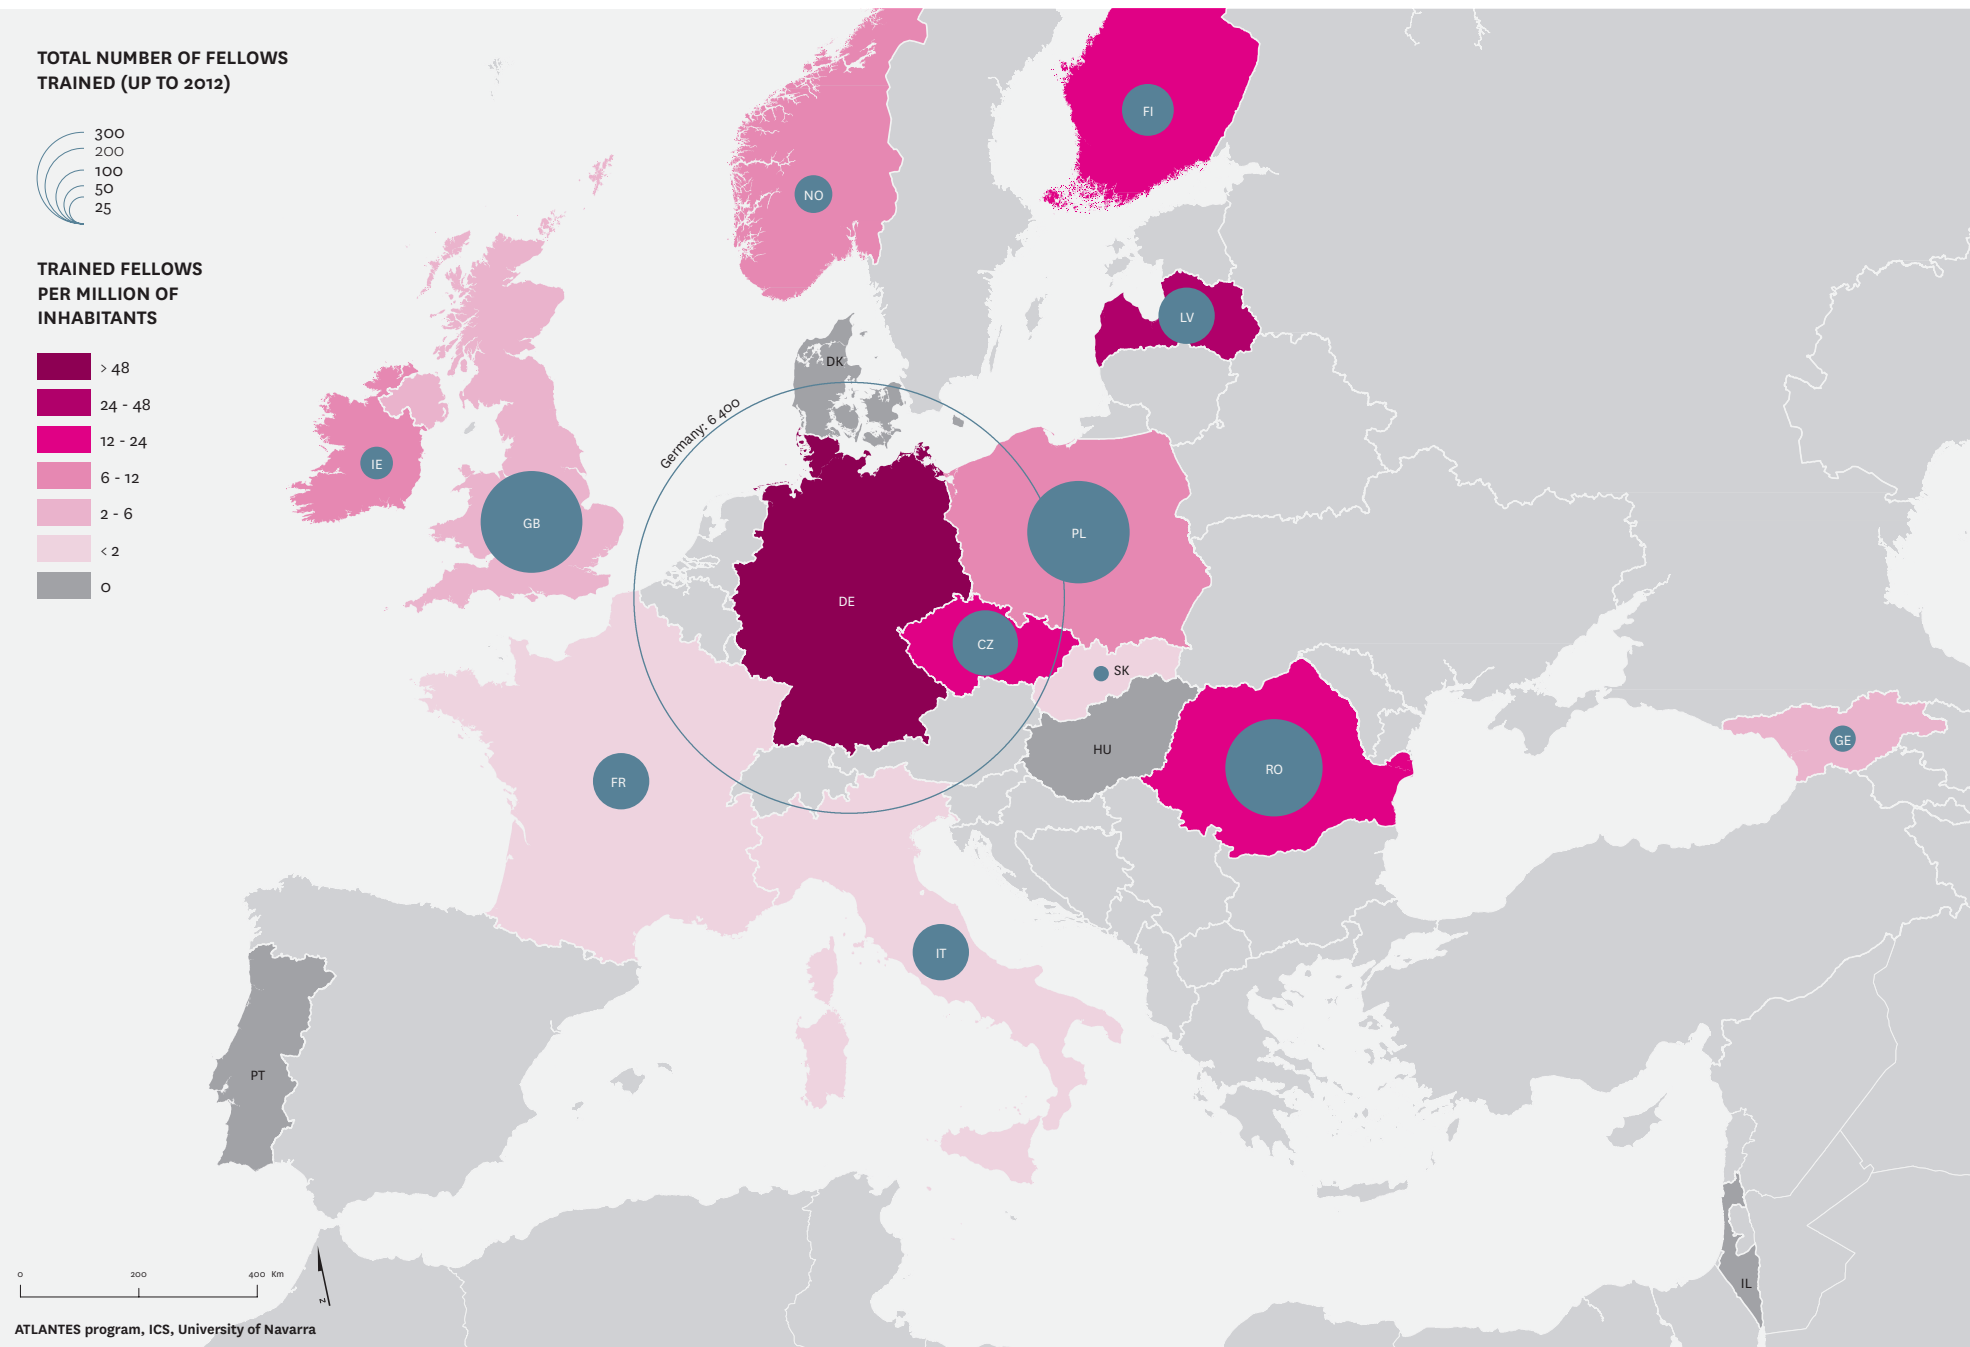 TOTAL NUMBER OF FELLOWS
TRAINED (UP TO 2012)
300
200
100
50
25
TRAINED FELLOWS
PER MILLION OF
INHABITANTS
> 48
24 - 48
12 - 24
6 - 12
2 - 6
< 2
0
FI
NO
LV
DK
Germany: 6 400
IE
GB
PL
DE
CZ
SK
HU
RO
GE
FR
IT
PT
IL
0
200
400 Km
N
ATLANTES program, ICS, University of Navarra